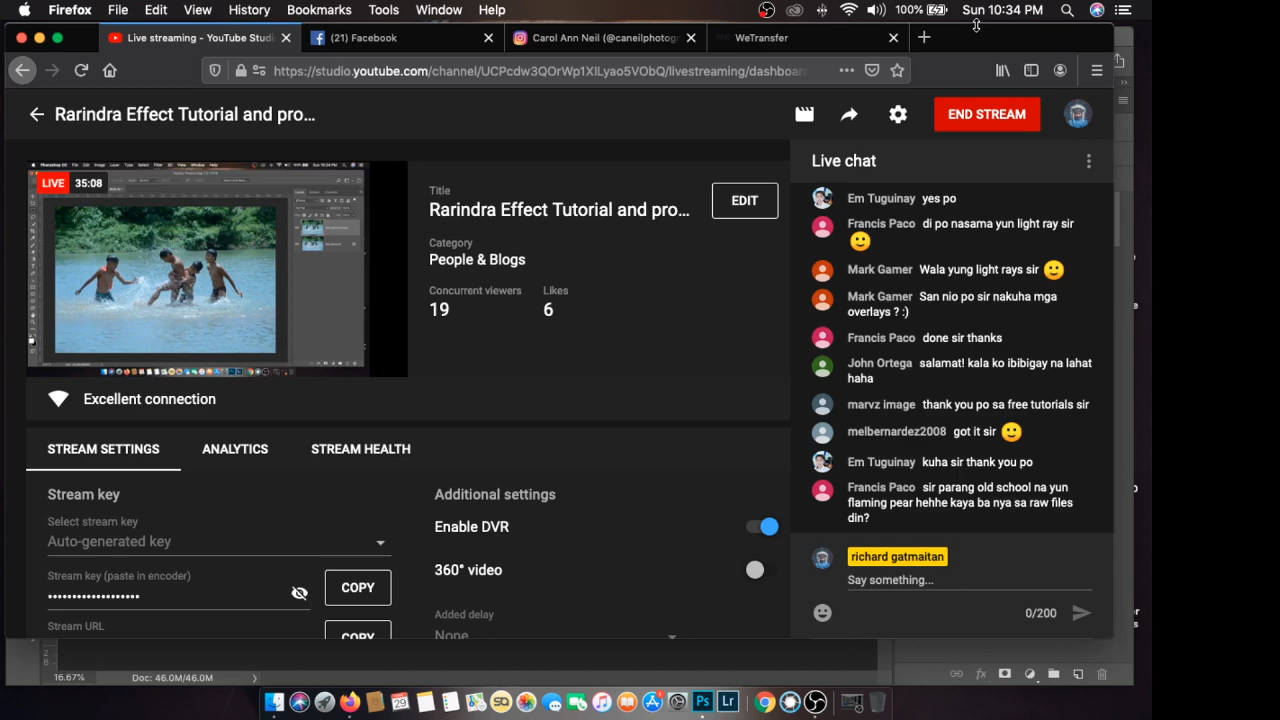 Firefox File Edit View History Bookmarks Tools Window Help 100% Sun 10:34 PM
Live streaming - YouTube Studi (21) Facebook Carol Ann Neil (@caneilphotogr WeTransfer
https://studio.youtube.com/channel/UCPcdw3QOrWp1XILyao5VObQ/livestreaming/dashboar
Rarindra Effect Tutorial and pro...
END STREAM
LIVE 35:08
Title
Rarindra Effect Tutorial and pro...
EDIT
Category
People & Blogs
Concurrent viewers Likes
19 6
Excellent connection
STREAM SETTINGS ANALYTICS STREAM HEALTH
Stream key
Select stream key
Auto-generated key
Stream key (paste in encoder)
••••••••••••••••••••
COPY
Stream URL
COPY
Additional settings
Enable DVR
360° video
Added delay
None
Live chat
Em Tuguinay yes po
Francis Paco di po nasama yun light ray sir
🙂
Mark Gamer Wala yung light rays sir 🙂
Mark Gamer San nio po sir nakuha mga
overlays ? :)
Francis Paco done sir thanks
John Ortega salamat! kala ko ibibigay na lahat
haha
marvz image thank you po sa free tutorials sir
melbernardez2008 got it sir 🙂
Em Tuguinay kuha sir thank you po
Francis Paco sir parang old school na yun
flaming pear hehhe kaya ba nya sa raw files
din?
richard gatmaitan
Say something...
0/200
16.67% Doc: 46.0M/46.0M
fx
29
SQ
Ps Lr